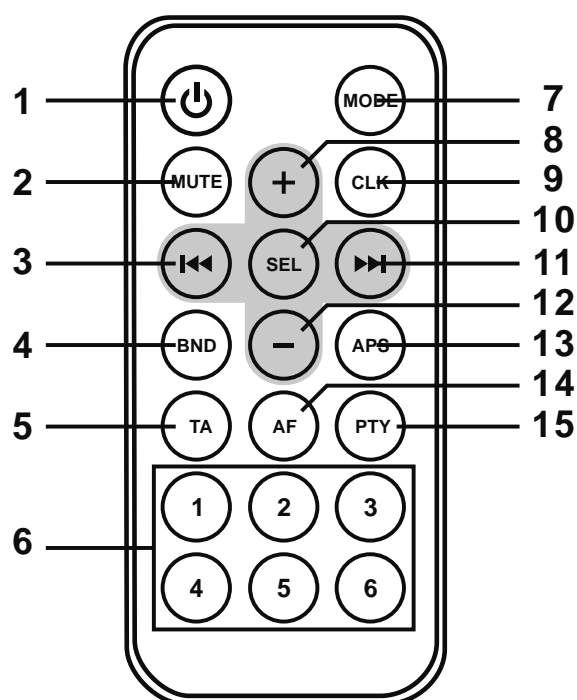 1 MODE 7
8
2 MUTE + CLK 9
10
3 SEL 11
12
4 BND − APS 13
14
5 TA AF PTY 15
1 2 3
6
4 5 6